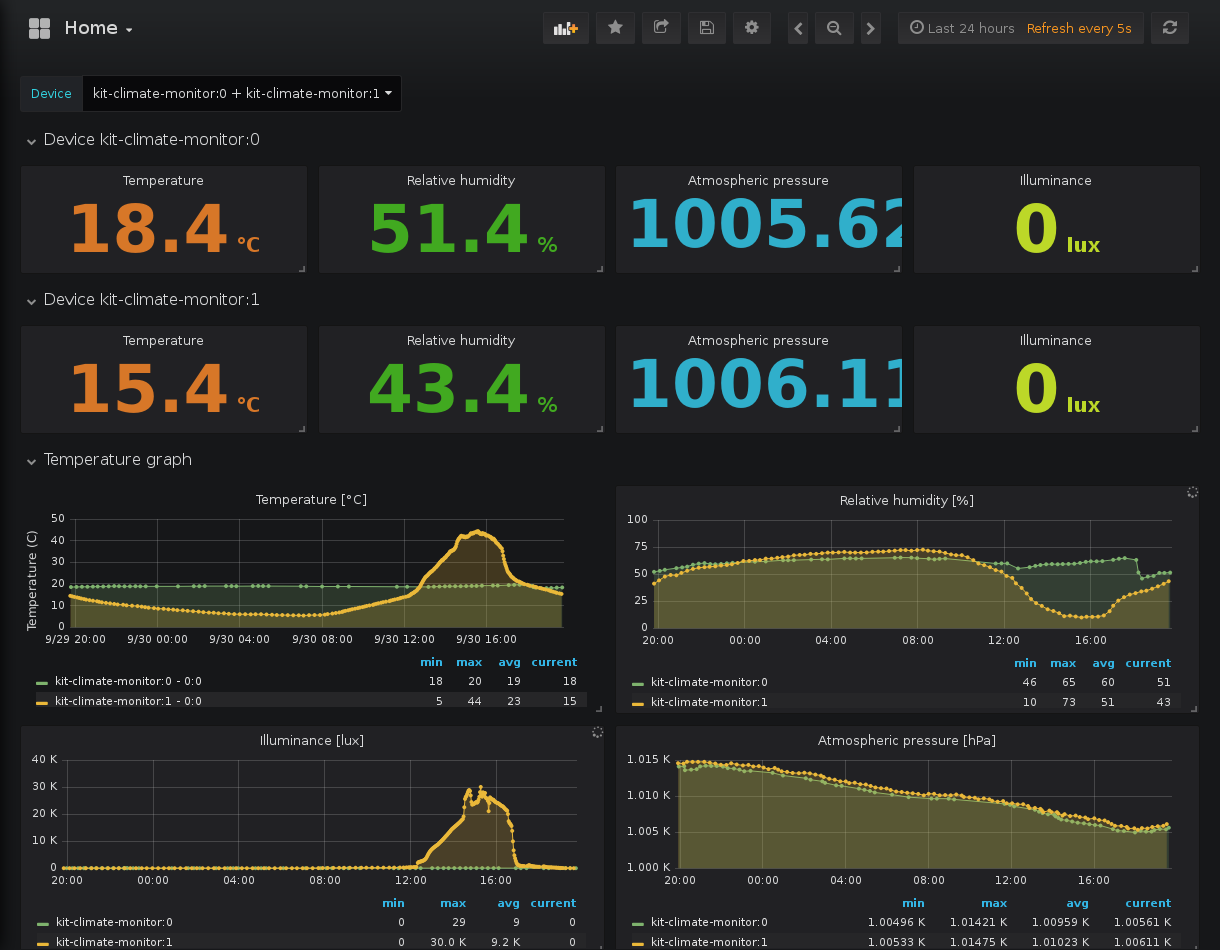 Home
Last 24 hours Refresh every 5s
Device kit-climate-monitor:0 + kit-climate-monitor:1
Device kit-climate-monitor:0
Temperature Relative humidity Atmospheric pressure Illuminance
18.4 °C 51.4 % 1005.62 0 lux
Device kit-climate-monitor:1
Temperature Relative humidity Atmospheric pressure Illuminance
15.4 °C 43.4 % 1006.11 0 lux
Temperature graph
Temperature [°C]
Temperature (C)
50
40
30
20
10
0
9/29 20:00 9/30 00:00 9/30 04:00 9/30 08:00 9/30 12:00 9/30 16:00
min max avg current
kit-climate-monitor:0 - 0:0 18 20 19 18
kit-climate-monitor:1 - 0:0 5 44 23 15
Relative humidity [%]
100
75
50
25
0
20:00 00:00 04:00 08:00 12:00 16:00
min max avg current
kit-climate-monitor:0 46 65 60 51
kit-climate-monitor:1 10 73 51 43
Illuminance [lux]
40 K
30 K
20 K
10 K
0
20:00 00:00 04:00 08:00 12:00 16:00
min max avg current
kit-climate-monitor:0 0 29 9 0
kit-climate-monitor:1 0 30.0 K 9.2 K 0
Atmospheric pressure [hPa]
1.015 K
1.010 K
1.005 K
1.000 K
20:00 00:00 04:00 08:00 12:00 16:00
min max avg current
kit-climate-monitor:0 1.00496 K 1.01421 K 1.00959 K 1.00561 K
kit-climate-monitor:1 1.00533 K 1.01475 K 1.01023 K 1.00611 K